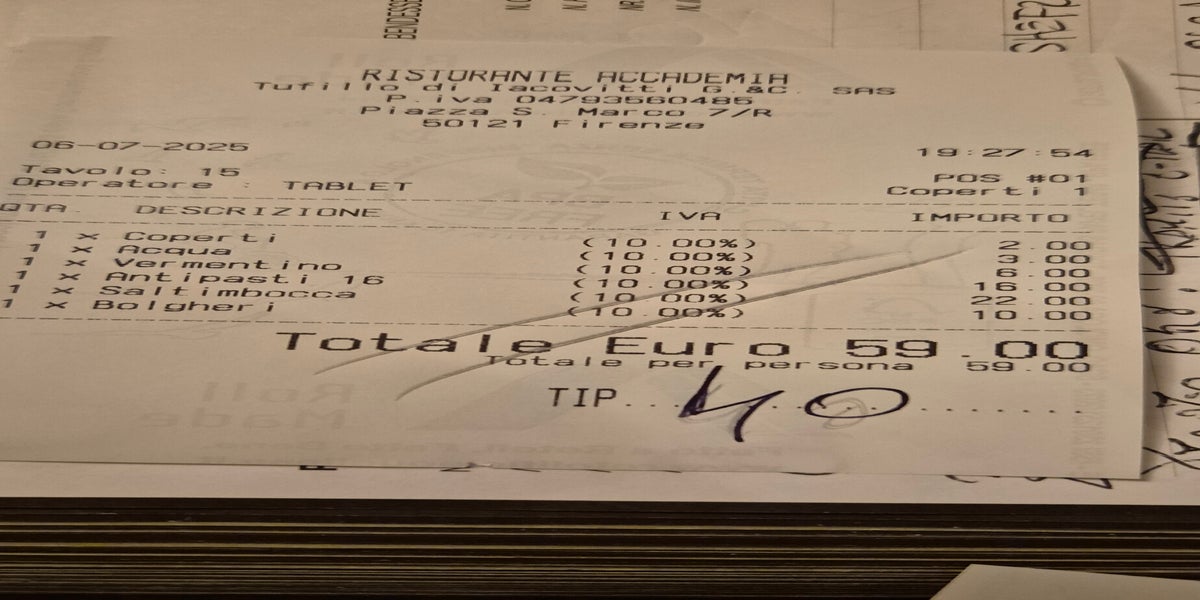 BENDESSE
RISTORANTE ACCADEMIA
Tufillo di Iacovitti G.&C. SAS
P.iva 04793560485
Piazza S. Marco 7/R
50121 Firenze
06-07-2025 19:27:54
Tavolo: 15 POS #01
Operatore : TABLET Coperti 1
QTA. DESCRIZIONE IVA IMPORTO
1 x Coperti (10.00%) 2.00
1 x Acqua (10.00%) 3.00
1 x Vermentino (10.00%) 6.00
1 x Antipasti 16 (10.00%) 16.00
1 x Saltimbocca (10.00%) 22.00
1 x Bolgheri (10.00%) 10.00
Totale Euro 59.00
Totale per persona 59.00
TIP.. 40 .......